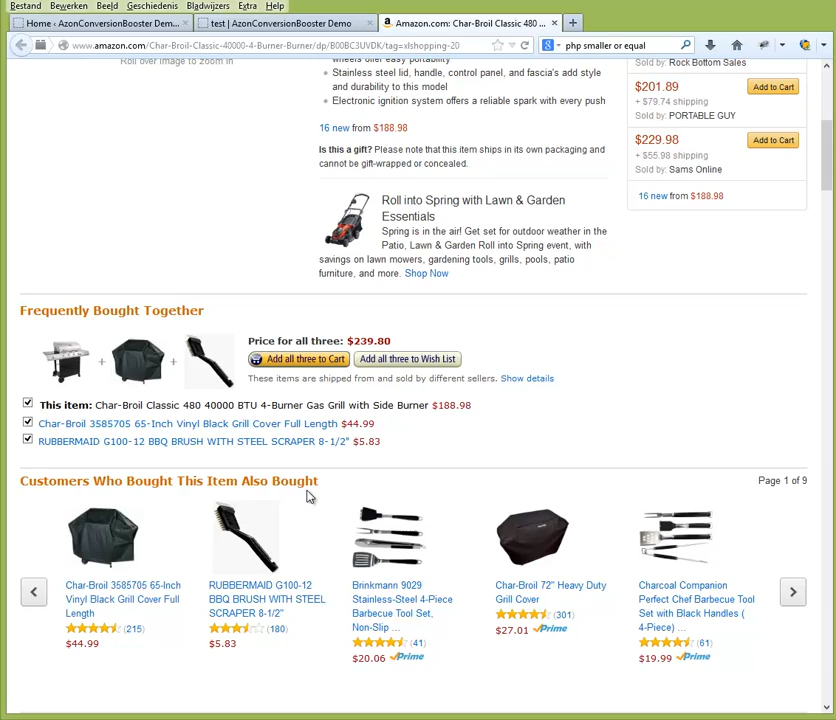 Bestand Bewerken Beeld Geschiedenis Bladwijzers Extra Help
Home ‹ AzonConversionBooster Dem... × test | AzonConversionBooster Demo × Amazon.com: Char-Broil Classic 480 ... × +
www.amazon.com/Char-Broil-Classic-40000-4-Burner-Burner/dp/B00BC3UVDK/tag=xlshopping-20
php smaller or equal
Roll over image to zoom in
wheels offer easy portability
Stainless steel lid, handle, control panel, and fascia's add style
and durability to this model
Electronic ignition system offers a reliable spark with every push
16 new from $188.98
Is this a gift? Please note that this item ships in its own packaging and
cannot be gift-wrapped or concealed.
Roll into Spring with Lawn & Garden
Essentials
Spring is in the air! Get set for outdoor weather in the
Patio, Lawn & Garden Roll into Spring event, with
savings on lawn mowers, gardening tools, grills, pools, patio
furniture, and more. Shop Now
Sold by: Rock Bottom Sales
$201.89 Add to Cart
+ $79.74 shipping
Sold by: PORTABLE GUY
$229.98 Add to Cart
+ $55.98 shipping
Sold by: Sams Online
16 new from $188.98
Frequently Bought Together
Price for all three: $239.80
Add all three to Cart Add all three to Wish List
These items are shipped from and sold by different sellers. Show details
This item: Char-Broil Classic 480 40000 BTU 4-Burner Gas Grill with Side Burner $188.98
Char-Broil 3585705 65-Inch Vinyl Black Grill Cover Full Length $44.99
RUBBERMAID G100-12 BBQ BRUSH WITH STEEL SCRAPER 8-1/2" $5.83
Customers Who Bought This Item Also Bought
Page 1 of 9
Char-Broil 3585705 65-Inch
Vinyl Black Grill Cover Full
Length
(215)
$44.99
RUBBERMAID G100-12
BBQ BRUSH WITH STEEL
SCRAPER 8-1/2"
(180)
$5.83
Brinkmann 9029
Stainless-Steel 4-Piece
Barbecue Tool Set,
Non-Slip ...
(41)
$20.06 Prime
Char-Broil 72" Heavy Duty
Grill Cover
(301)
$27.01 Prime
Charcoal Companion
Perfect Chef Barbecue Tool
Set with Black Handles (
4-Piece) ...
(61)
$19.99 Prime